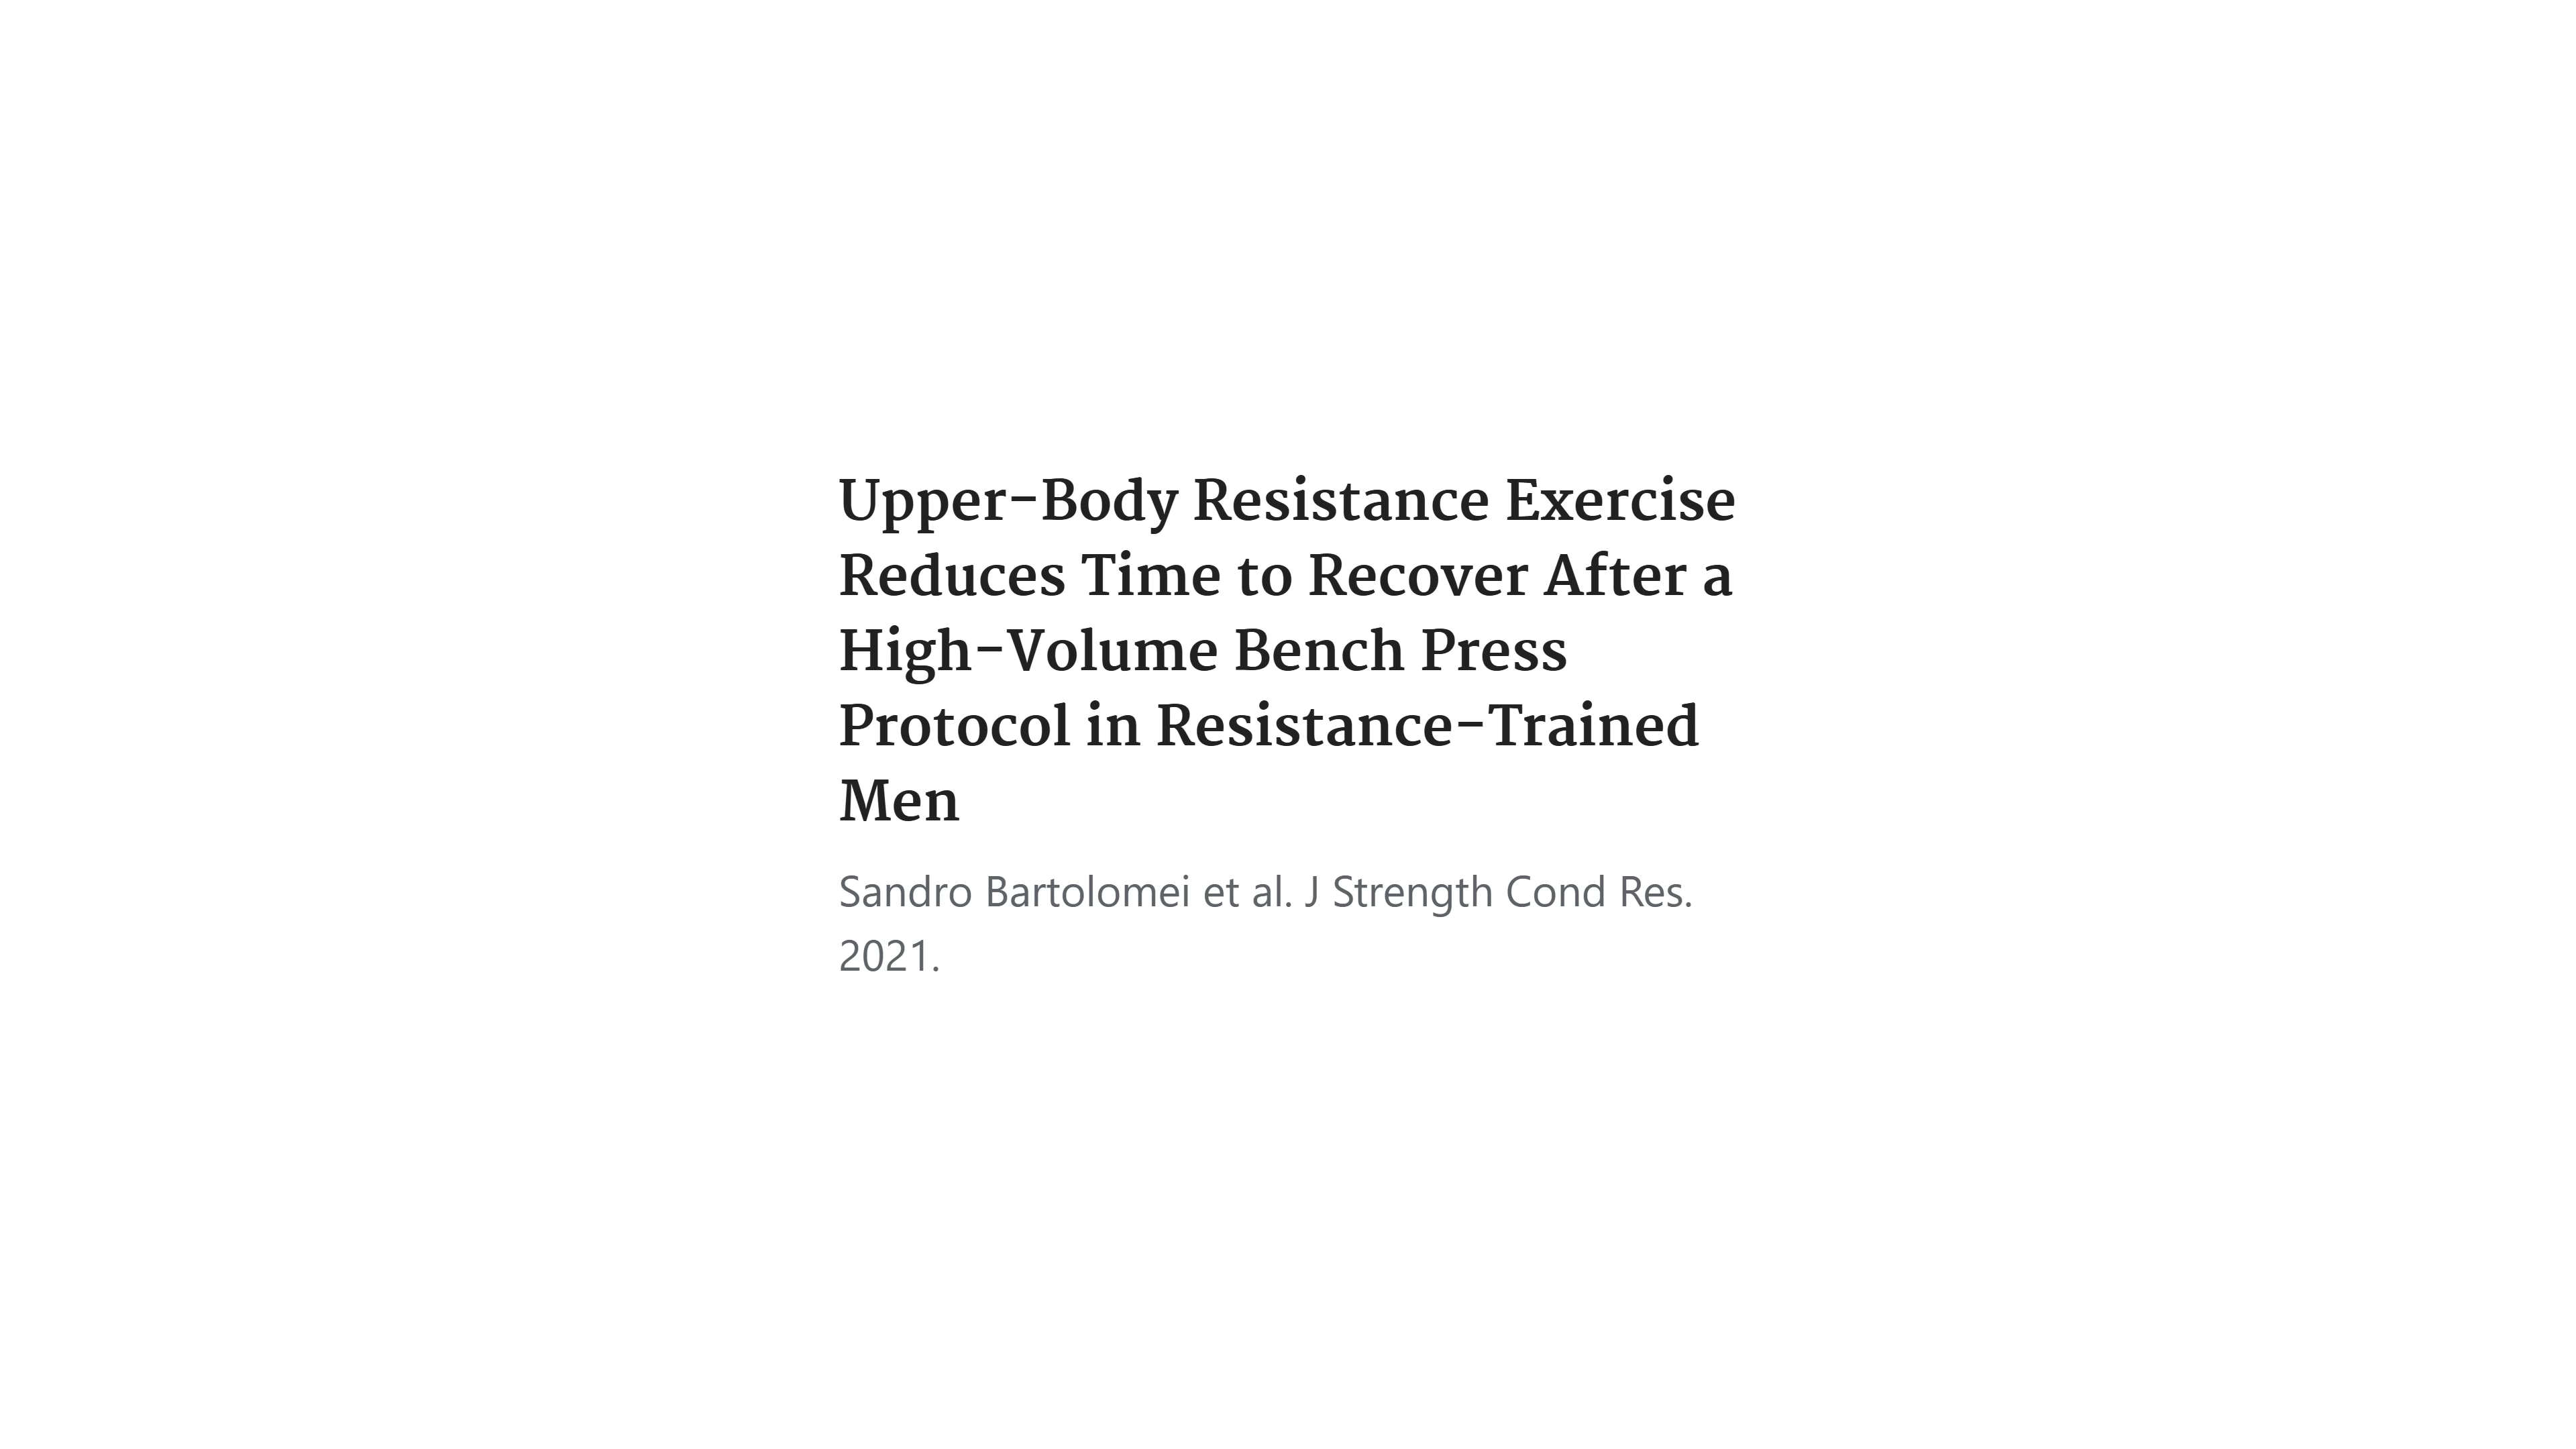 Upper-Body Resistance Exercise
Reduces Time to Recover After a
High-Volume Bench Press
Protocol in Resistance-Trained
Men
Sandro Bartolomei et al. J Strength Cond Res.
2021.